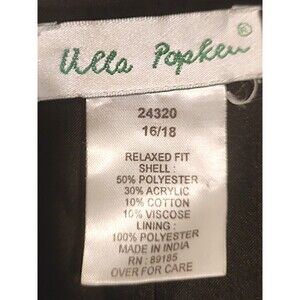 Ulla Popken®
24320
16/18
RELAXED FIT
SHELL :
50% POLYESTER
30% ACRYLIC
10% COTTON
10% VISCOSE
LINING :
100% POLYESTER
MADE IN INDIA
RN : 89185
OVER FOR CARE